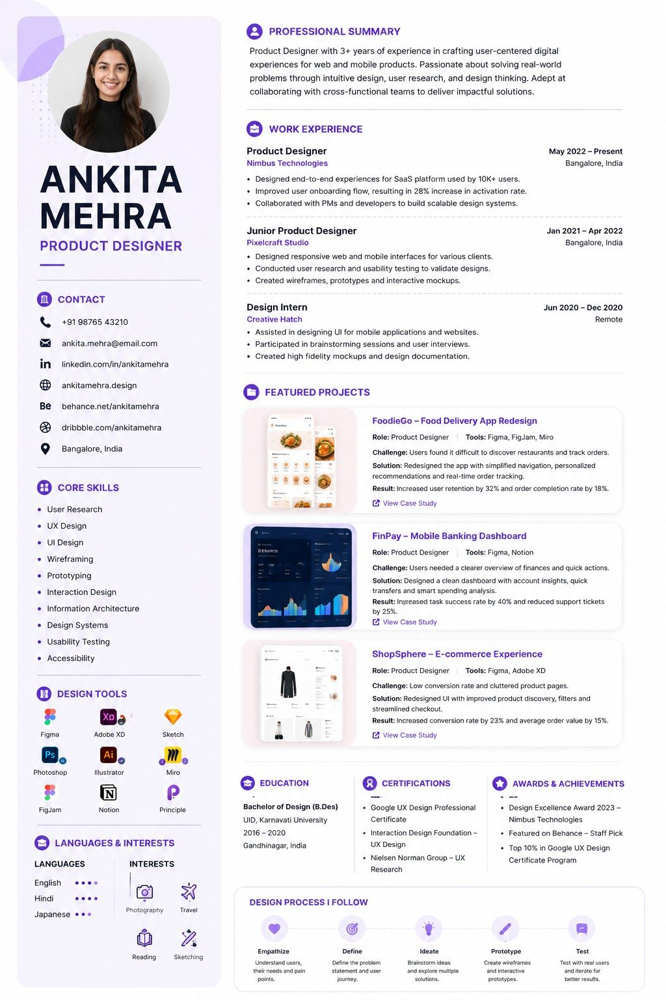 ANKITA
MEHRA
PRODUCT DESIGNER
CONTACT
+91 98765 43210
ankita.mehra@email.com
in linkedin.com/in/ankitamehra
ankitamehra.design
Bē behance.net/ankitamehra
dribbble.com/ankitamehra
Bangalore, India
CORE SKILLS
• User Research
• UX Design
• UI Design
• Wireframing
• Prototyping
• Interaction Design
• Information Architecture
• Design Systems
• Usability Testing
• Accessibility
DESIGN TOOLS
XD
Figma Adobe XD Sketch
Ps Ai
Photoshop Illustrator Miro
N
FigJam Notion Principle
LANGUAGES & INTERESTS
LANGUAGES
English
Hindi
Japanese
INTERESTS
Photography Travel
Reading Sketching
PROFESSIONAL SUMMARY
Product Designer with 3+ years of experience in crafting user-centered digital
experiences for web and mobile products. Passionate about solving real-world
problems through intuitive design, user research, and design thinking. Adept at
collaborating with cross-functional teams to deliver impactful solutions.
WORK EXPERIENCE
Product Designer May 2022 – Present
Nimbus Technologies Bangalore, India
• Designed end-to-end experiences for SaaS platform used by 10K+ users.
• Improved user onboarding flow, resulting in 28% increase in activation rate.
• Collaborated with PMs and developers to build scalable design systems.
Junior Product Designer Jan 2021 – Apr 2022
Pixelcraft Studio Bangalore, India
• Designed responsive web and mobile interfaces for various clients.
• Conducted user research and usability testing to validate designs.
• Created wireframes, prototypes and interactive mockups.
Design Intern Jun 2020 – Dec 2020
Creative Hatch Remote
• Assisted in designing UI for mobile applications and websites.
• Participated in brainstorming sessions and user interviews.
• Created high fidelity mockups and design documentation.
FEATURED PROJECTS
FoodieGo – Food Delivery App Redesign
Role: Product Designer | Tools: Figma, FigJam, Miro
Challenge: Users found it difficult to discover restaurants and track orders.
Solution: Redesigned the app with simplified navigation, personalized
recommendations and real-time order tracking.
Result: Increased user retention by 32% and order completion rate by 18%.
View Case Study
FinPay – Mobile Banking Dashboard
Role: Product Designer | Tools: Figma, Notion
Challenge: Users needed a clearer overview of finances and quick actions.
Solution: Designed a clean dashboard with account insights, quick
transfers and smart spending analysis.
Result: Increased task success rate by 40% and reduced support tickets
by 25%.
View Case Study
ShopSphere – E-commerce Experience
Role: Product Designer | Tools: Figma, Adobe XD
Challenge: Low conversion rate and cluttered product pages.
Solution: Redesigned UI with improved product discovery, filters and
streamlined checkout.
Result: Increased conversion rate by 23% and average order value by 15%.
View Case Study
EDUCATION
Bachelor of Design (B.Des)
UID, Karnavati University
2016 – 2020
Gandhinagar, India
CERTIFICATIONS
• Google UX Design Professional
Certificate
• Interaction Design Foundation –
UX Design
• Nielsen Norman Group – UX
Research
AWARDS & ACHIEVEMENTS
• Design Excellence Award 2023 –
Nimbus Technologies
• Featured on Behance – Staff Pick
• Top 10% in Google UX Design
Certificate Program
DESIGN PROCESS I FOLLOW
Empathize
Understand users,
their needs and pain
points.
Define
Define the problem
statement and user
journey.
Ideate
Brainstorm ideas
and explore multiple
solutions.
Prototype
Create wireframes
and interactive
prototypes.
Test
Test with real users
and iterate for
better results.